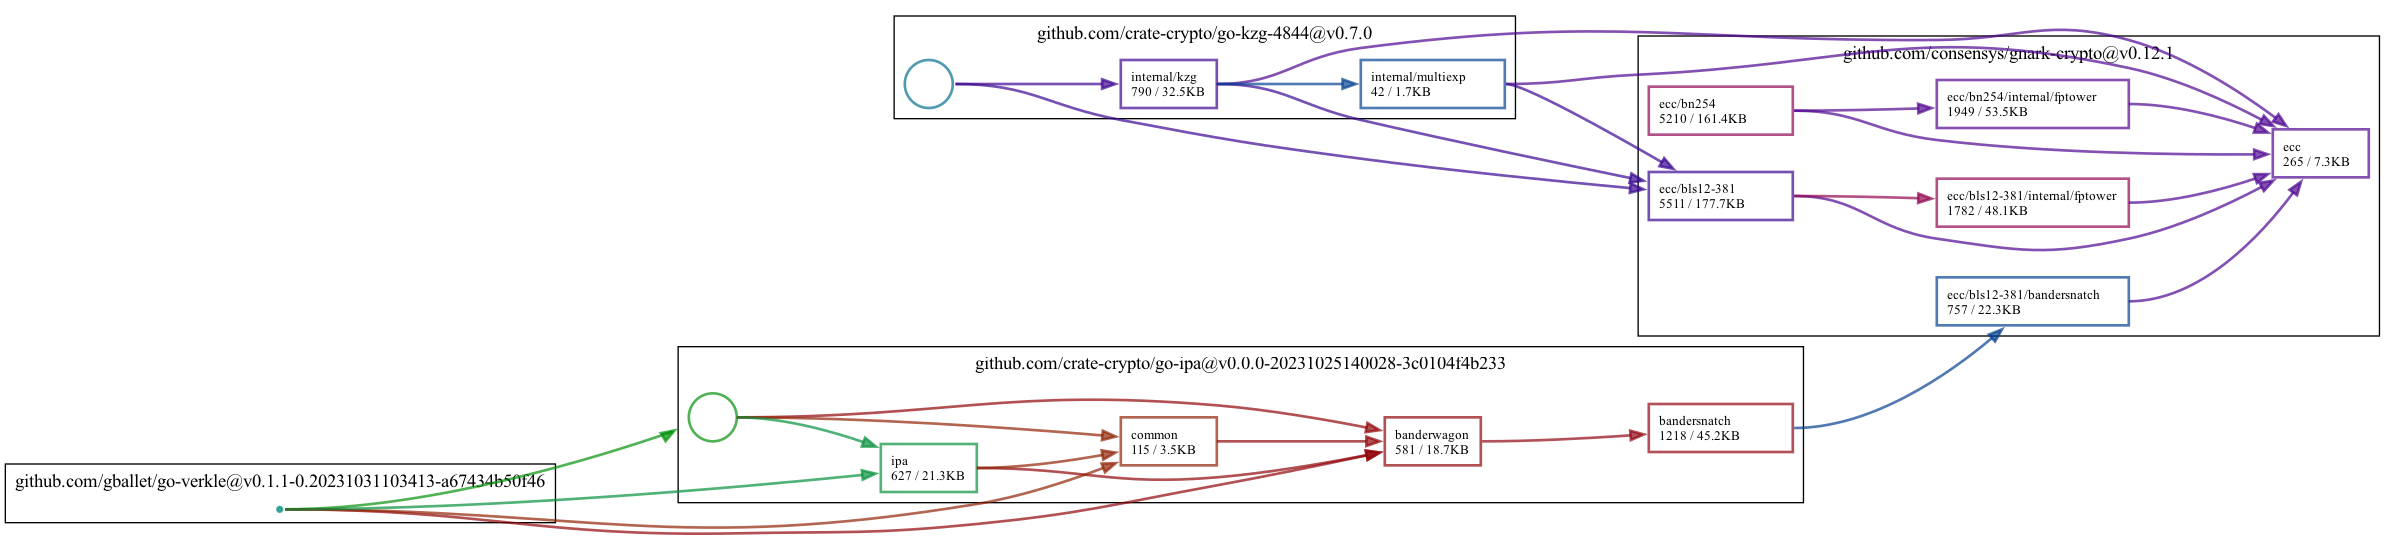 github.com/crate-crypto/go-kzg-4844@v0.7.0
internal/kzg
790 / 32.5KB
internal/multiexp
42 / 1.7KB
github.com/consensys/gnark-crypto@v0.12.1
ecc/bn254
5210 / 161.4KB
ecc/bn254/internal/fptower
1949 / 53.5KB
ecc
265 / 7.3KB
ecc/bls12-381
5511 / 177.7KB
ecc/bls12-381/internal/fptower
1782 / 48.1KB
ecc/bls12-381/bandersnatch
757 / 22.3KB
github.com/crate-crypto/go-ipa@v0.0.0-20231025140028-3c0104f4b233
common
115 / 3.5KB
banderwagon
581 / 18.7KB
bandersnatch
1218 / 45.2KB
ipa
627 / 21.3KB
github.com/gballet/go-verkle@v0.1.1-0.20231031103413-a67434b50f46